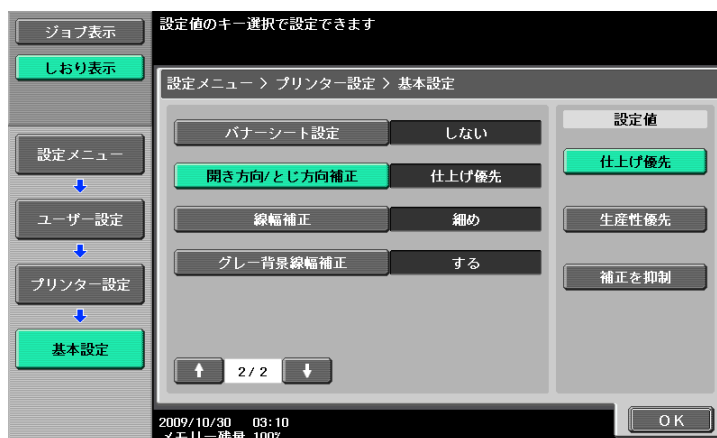 ジョブ表示
しおり表示
設定メニュー
ユーザー設定
プリンター設定
基本設定
設定値のキー選択で設定できます
設定メニュー > プリンター設定 > 基本設定
バナーシート設定 しない
開き方向/とじ方向補正 仕上げ優先
線幅補正 細め
グレー背景線幅補正 する
2/2
設定値
仕上げ優先
生産性優先
補正を抑制
2009/10/30 03:10
メモリー残量 100%
OK